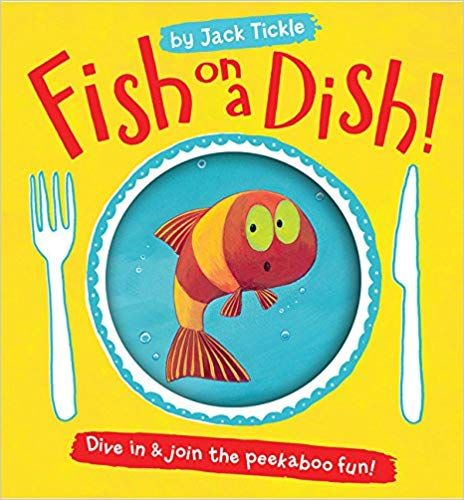 by Jack Tickle
Fish on a Dish!
Dive in & join the peekaboo fun!